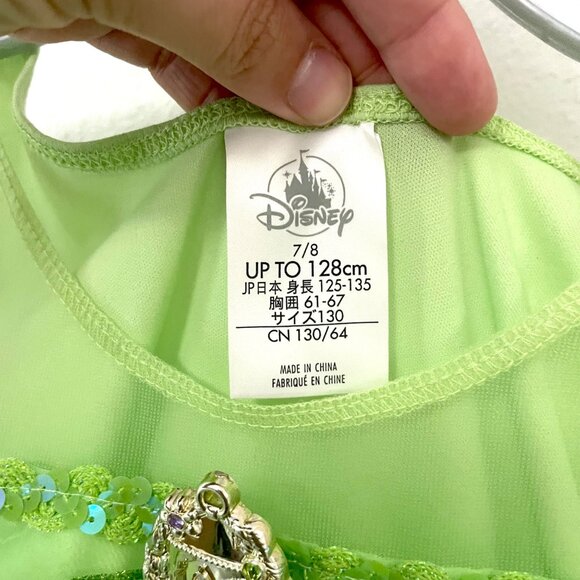 Disney
7/8
UP TO 128cm
JP日本 身長 125-135
胸囲 61-67
サイズ130
CN 130/64
MADE IN CHINA
FABRIQUÉ EN CHINE